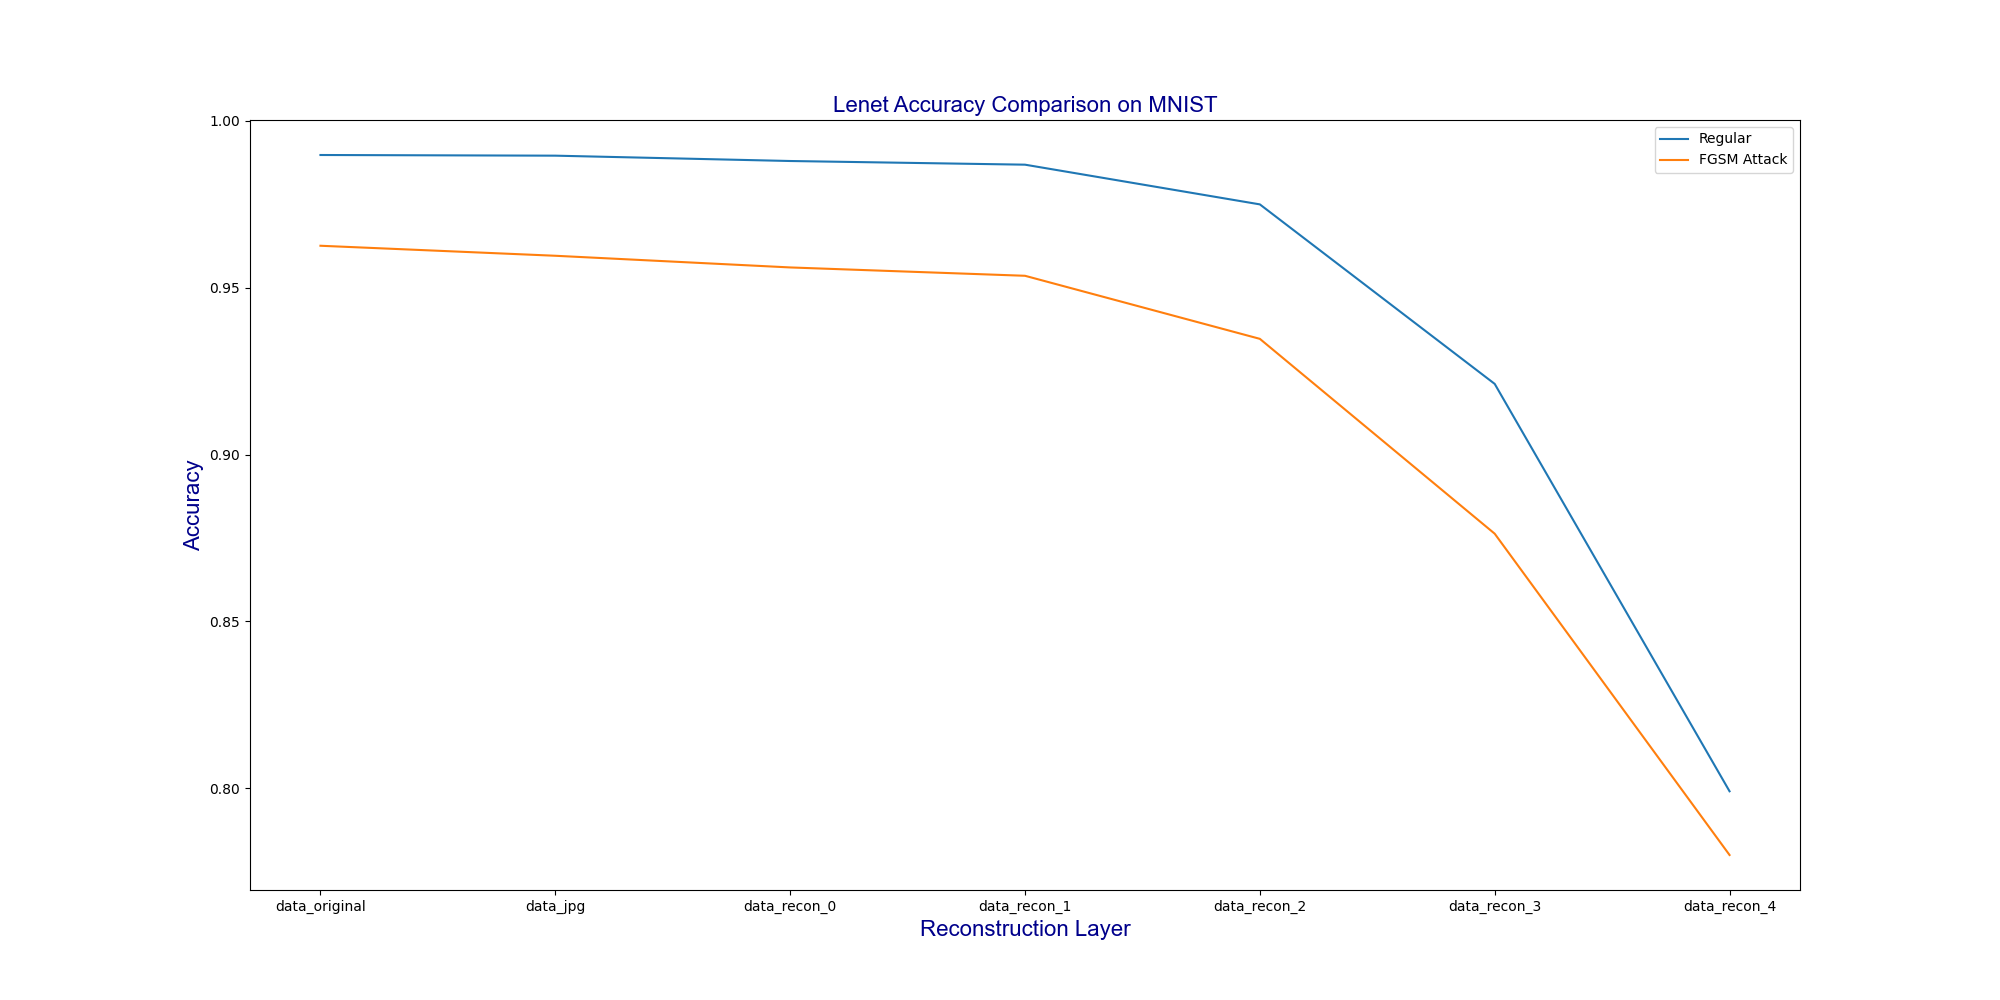 Lenet Accuracy Comparison on MNIST
Regular
FGSM Attack
Accuracy
1.00
0.95
0.90
0.85
0.80
data_original data_jpg data_recon_0 data_recon_1 data_recon_2 data_recon_3 data_recon_4
Reconstruction Layer